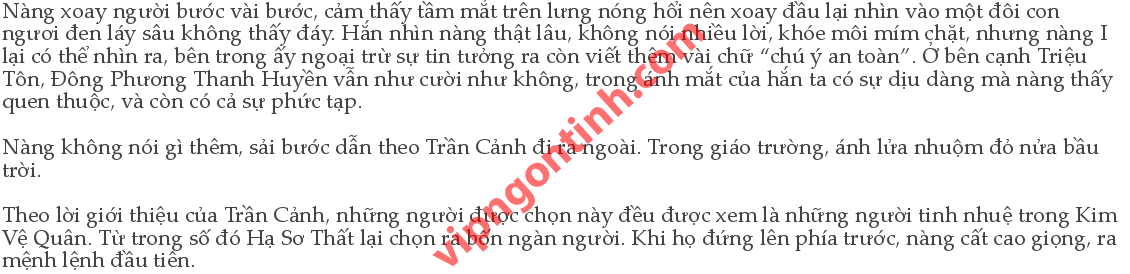 Nàng xoay người bước vài bước, cảm thấy tầm mắt trên lưng nóng hổi nên xoay đầu lại nhìn vào một đôi con
ngươi đen láy sâu không thấy đáy. Hắn nhìn nàng thật lâu, không nói nhiều lời, khóe môi mím chặt, nhưng nàng I
lại có thể nhìn ra, bên trong ấy ngoại trừ sự tin tưởng ra còn viết thêm vài chữ “chú ý an toàn”. Ở bên cạnh Triệu
Tôn, Đông Phương Thanh Huyền vẫn như cười như không, trong ánh mắt của hắn ta có sự dịu dàng mà nàng thấy
quen thuộc, và còn có cả sự phức tạp.
Nàng không nói gì thêm, sải bước dẫn theo Trần Cảnh đi ra ngoài. Trong giáo trường, ánh lửa nhuộm đỏ nửa bầu
trời.
Theo lời giới thiệu của Trần Cảnh, những người được chọn này đều được xem là những người tinh nhuệ trong Kim
Vệ Quân. Từ trong số đó Hạ Sơ Thất lại chọn ra bốn ngàn người. Khi họ đứng lên phía trước, nàng cất cao giọng, ra
mệnh lệnh đầu tiên.
vipngontinh.com